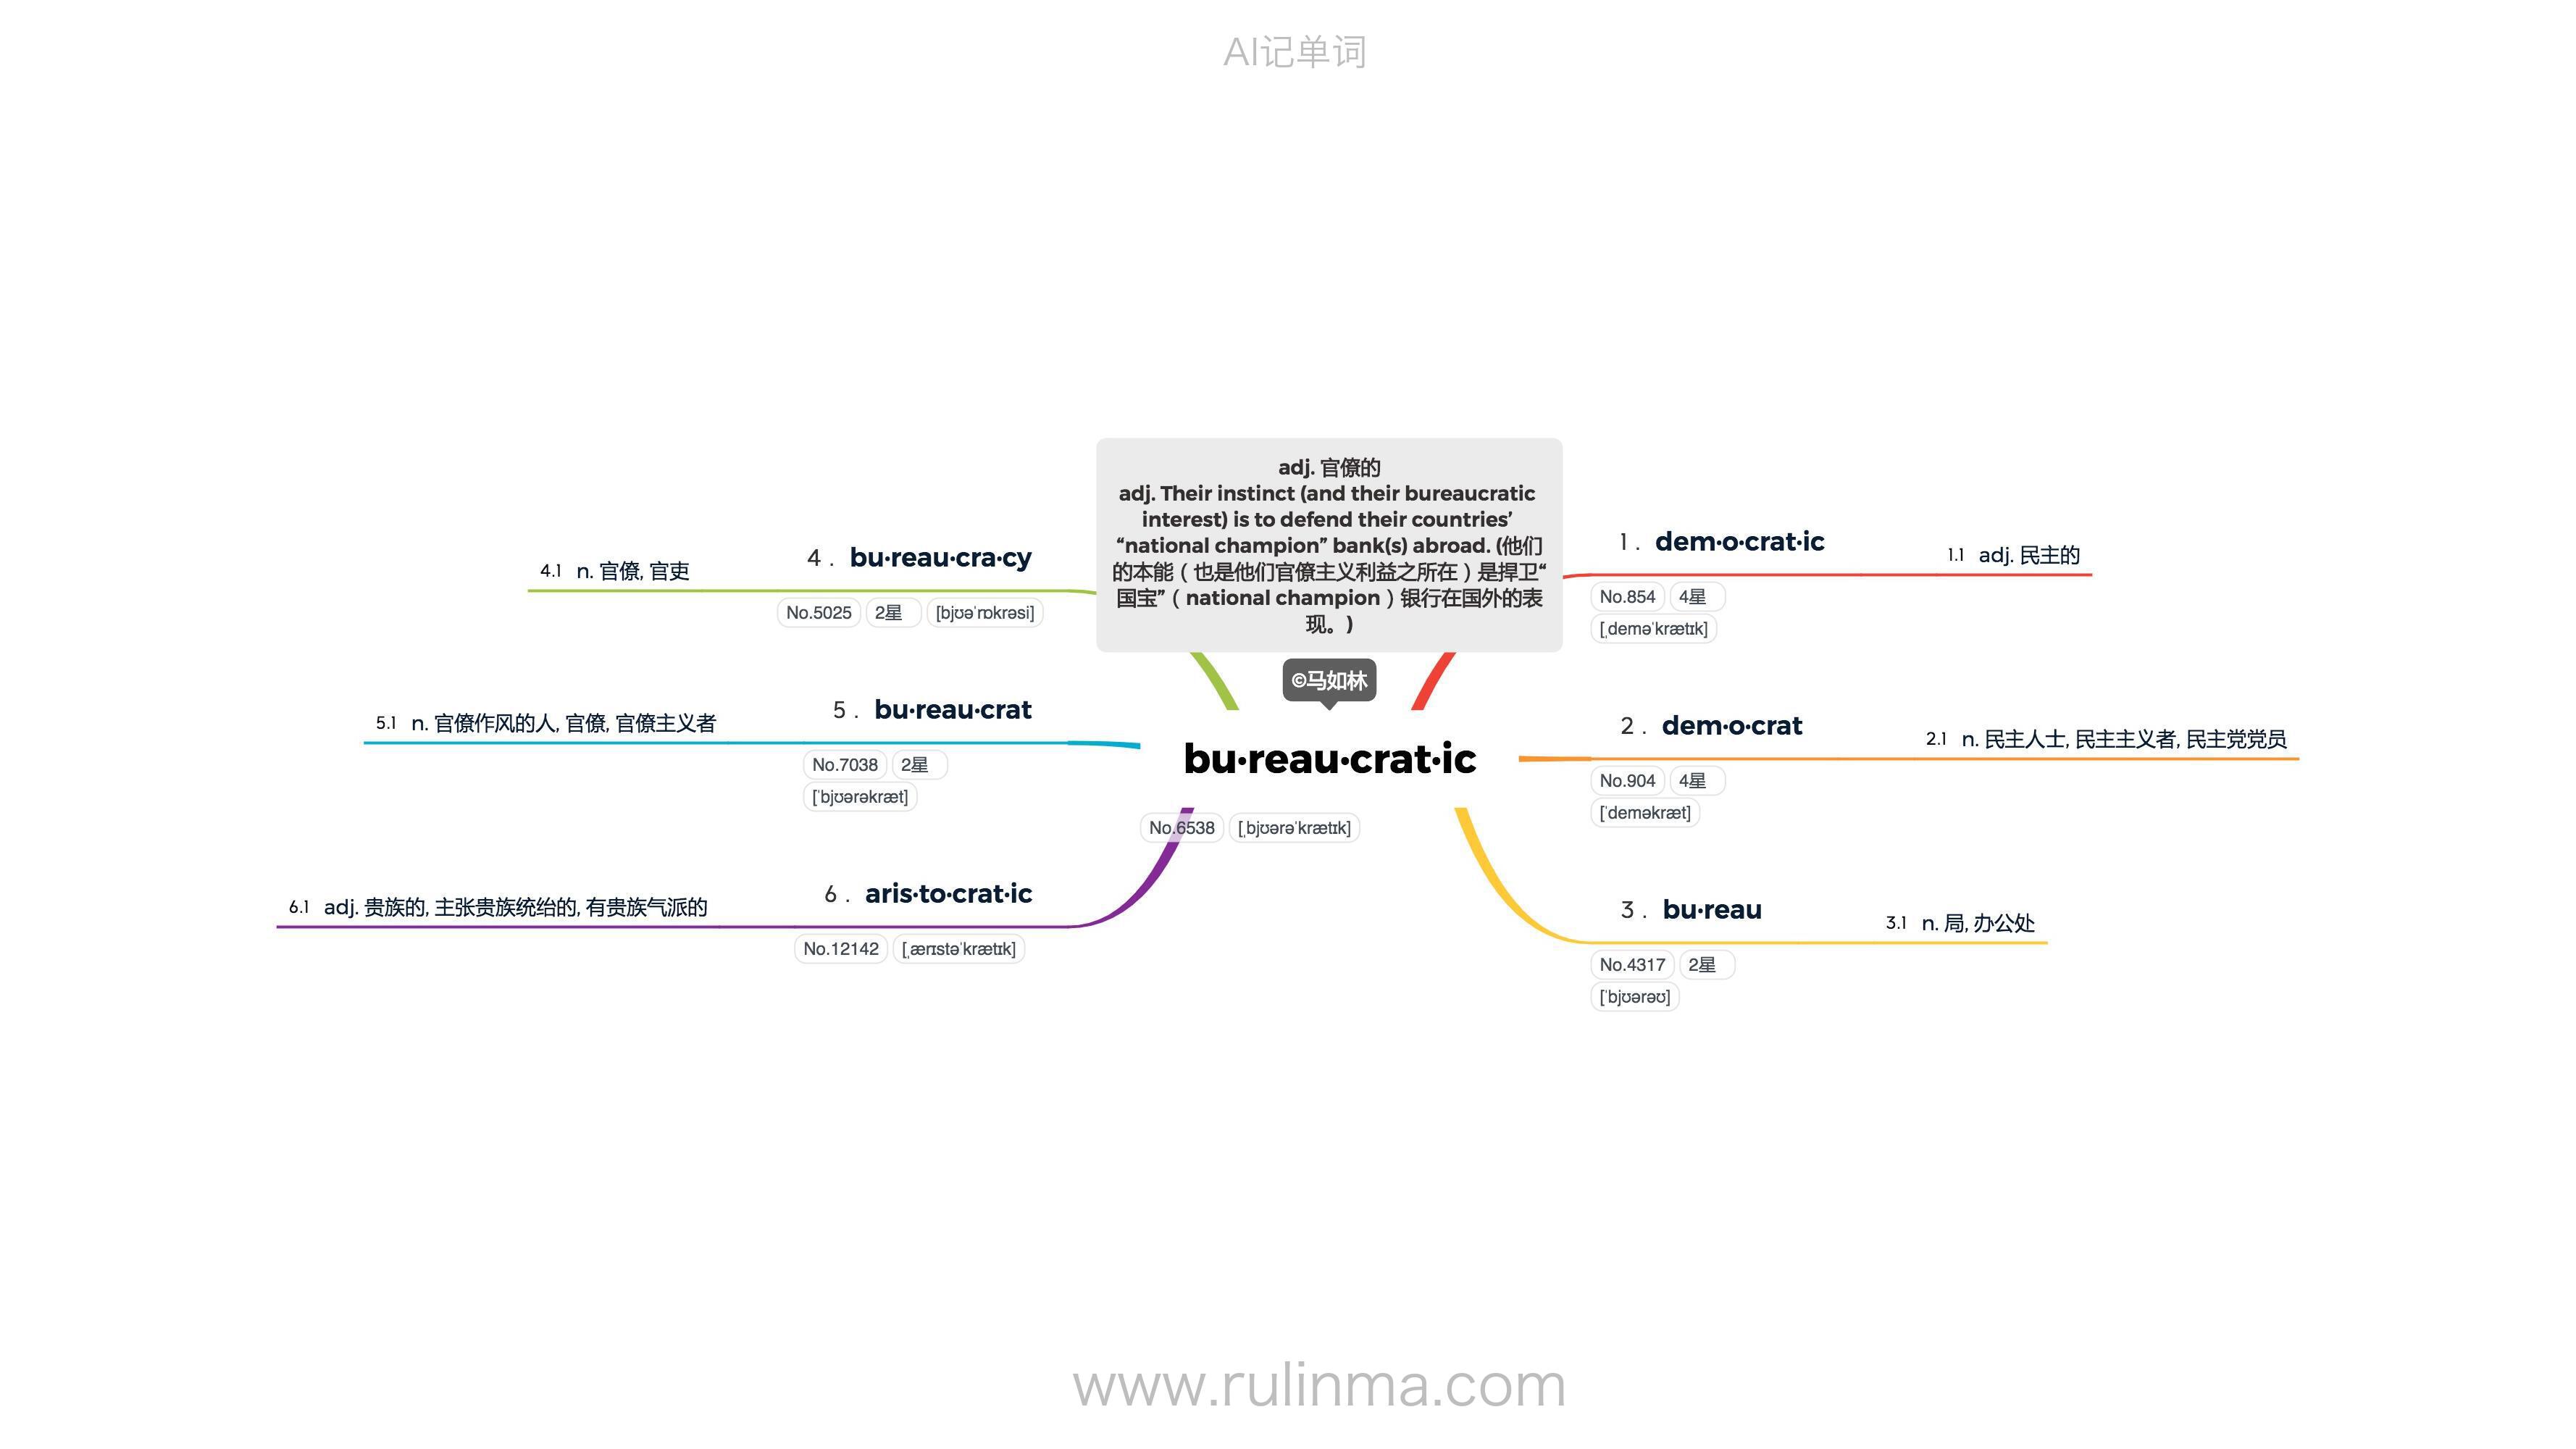 AI记单词
adj. 官僚的
adj. Their instinct (and their bureaucratic
interest) is to defend their countries’
“national champion” bank(s) abroad. (他们
的本能（也是他们官僚主义利益之所在）是捍卫“
国宝”（national champion）银行在国外的表
现。)
©马如林
bu·reau·crat·ic
No.6538 [ˌbjʊərəˈkrætɪk]
1 . dem·o·crat·ic
1.1 adj. 民主的
No.854 4星
[ˌdeməˈkrætɪk]
2 . dem·o·crat
2.1 n. 民主人士, 民主主义者, 民主党党员
No.904 4星
[ˈdeməkræt]
3 . bu·reau
3.1 n. 局, 办公处
No.4317 2星
[ˈbjʊərəʊ]
4 . bu·reau·cra·cy
4.1 n. 官僚, 官吏
No.5025 2星 [bjʊəˈrɒkrəsi]
5 . bu·reau·crat
5.1 n. 官僚作风的人, 官僚, 官僚主义者
No.7038 2星
[ˈbjʊərəkræt]
6 . aris·to·crat·ic
6.1 adj. 贵族的, 主张贵族统给的, 有贵族气派的
No.12142 [ˌærɪstəˈkrætɪk]
www.rulinma.com